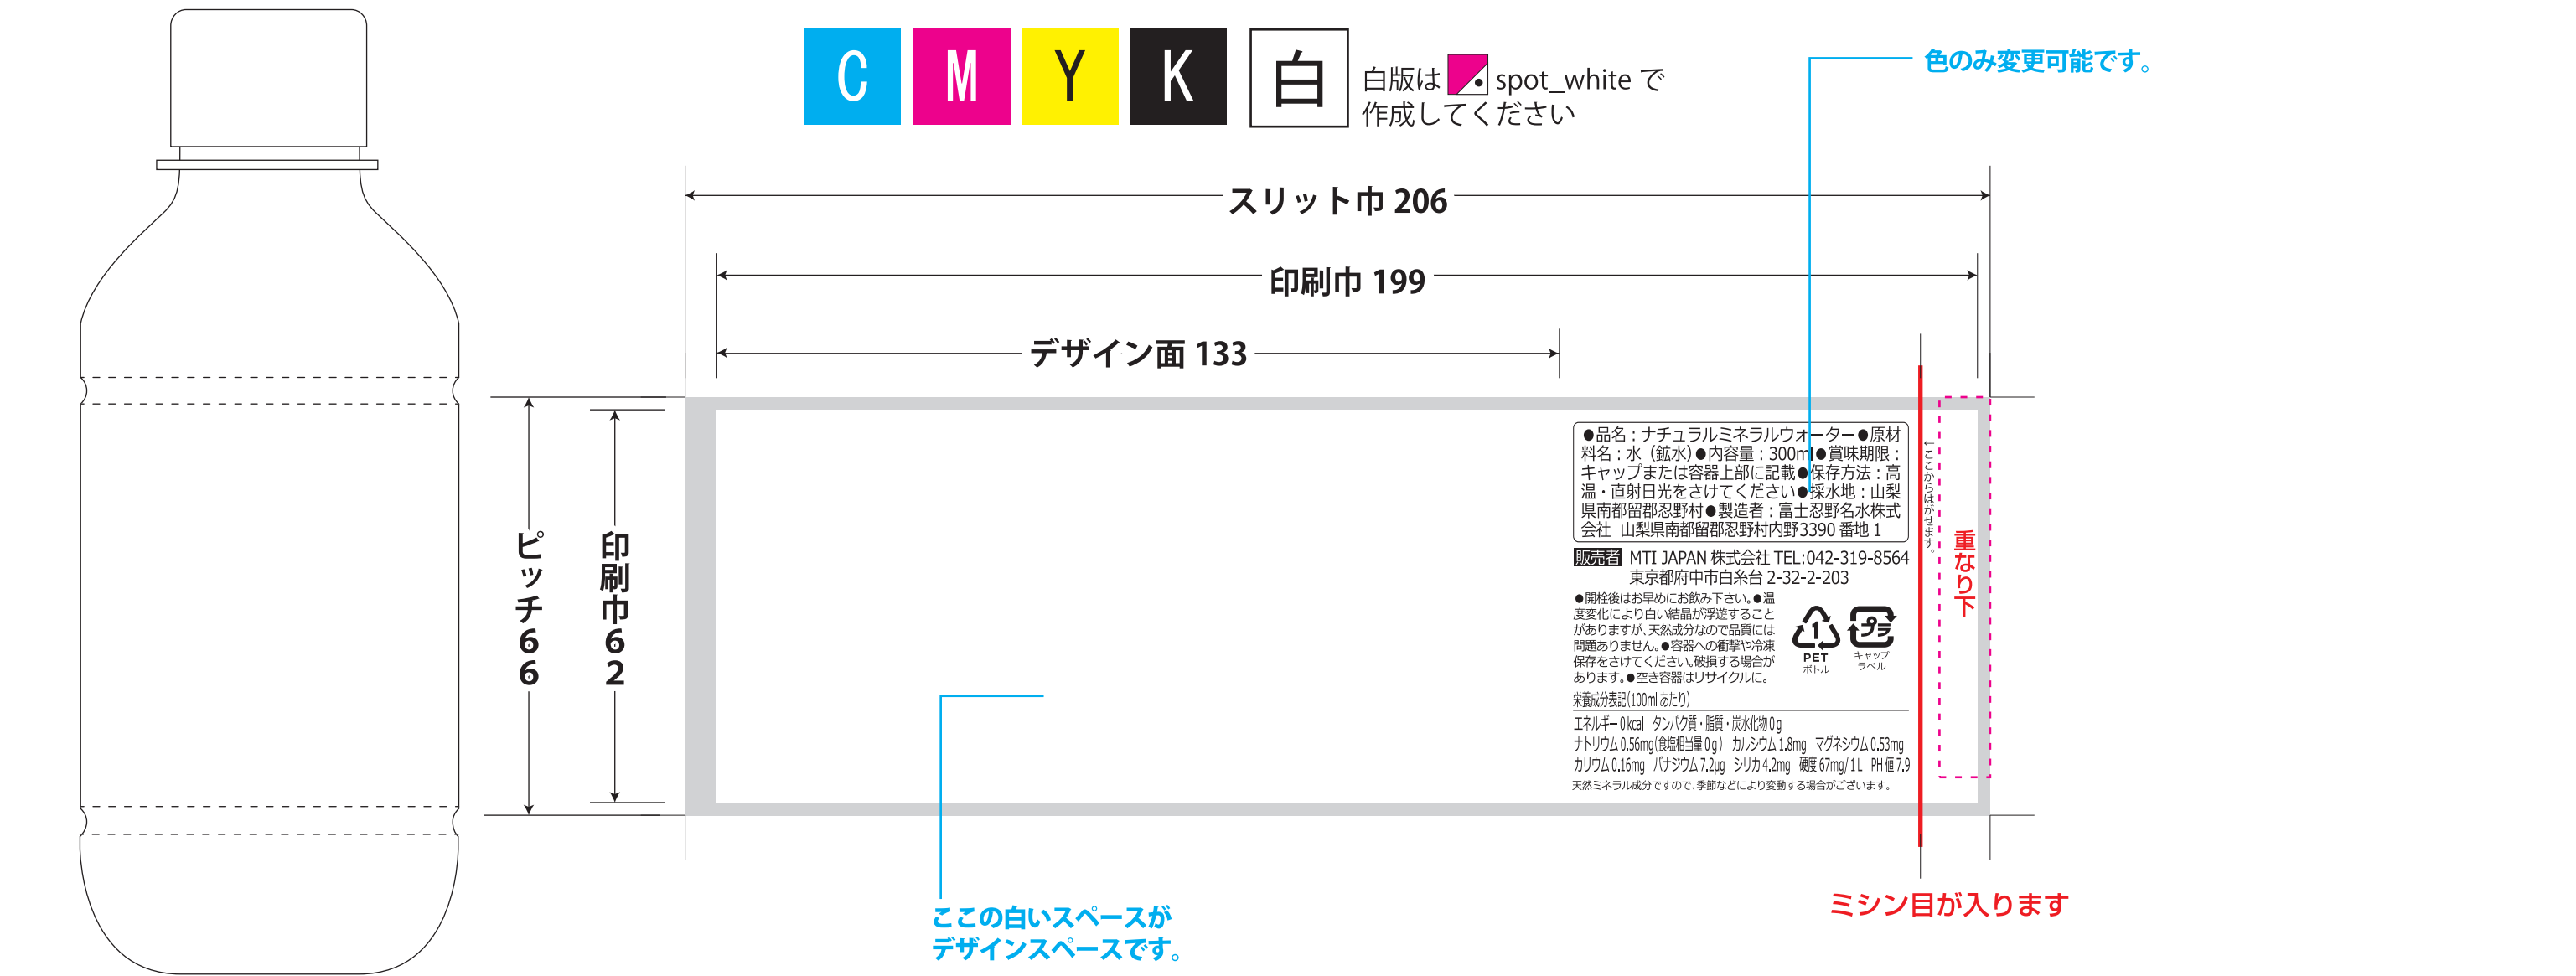 C M Y K 白
白版は spot_white で
作成してください
色のみ変更可能です。
スリット巾 206
印刷巾 199
デザイン面 133
ピッチ66
印刷巾62
●品名：ナチュラルミネラルウォーター●原材
料名：水（鉱水）●内容量：300ml●賞味期限：
キャップまたは容器上部に記載●保存方法：高
温・直射日光をさけてください●採水地：山梨
県南都留郡忍野村●製造者：富士忍野名水株式
会社 山梨県南都留郡忍野村内野3390 番地 1
販売者 MTI JAPAN 株式会社 TEL:042-319-8564
東京都府中市白糸台 2-32-2-203
●開栓後はお早めにお飲み下さい。●温
度変化により白い結晶が浮遊すること
がありますが、天然成分なので品質には
問題ありません。●容器への衝撃や冷凍
保存をさけてください。破損する場合が
あります。●空き容器はリサイクルに。
1
PET
ボトル
プラ
キャップ
ラベル
栄養成分表記(100ml あたり)
エネルギー 0 kcal タンパク質・脂質・炭水化物 0 g
ナトリウム 0.56mg(食塩相当量 0 g ) カルシウム 1.8mg マグネシウム 0.53mg
カリウム 0.16mg バナジウム 7.2μg シリカ 4.2mg 硬度 67mg/ 1 L PH 値 7.9
天然ミネラル成分ですので、季節などにより変動する場合がございます。
←ここからはがせます。
重なり下
ここの白いスペースが
デザインスペースです。
ミシン目が入ります